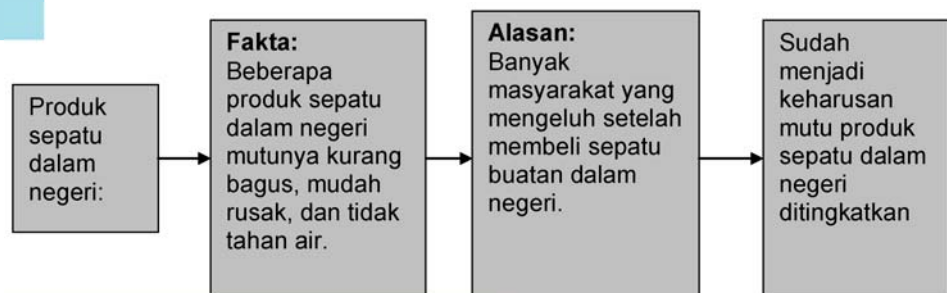 Produk
sepatu
dalam
negeri:
Fakta:
Beberapa
produk sepatu
dalam negeri
mutunya kurang
bagus, mudah
rusak, dan tidak
tahan air.
Alasan:
Banyak
masyarakat yang
mengeluh setelah
membeli sepatu
buatan dalam
negeri.
Sudah
menjadi
keharusan
mutu produk
sepatu dalam
negeri
ditingkatkan